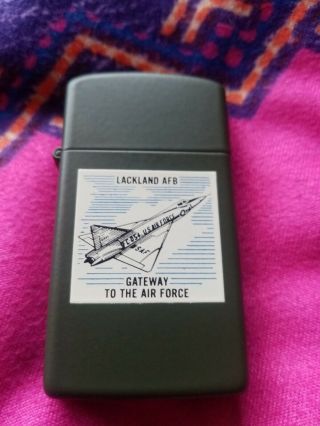 LACKLAND AFB
U.S. AIR FORCE
GATEWAY
TO THE AIR FORCE